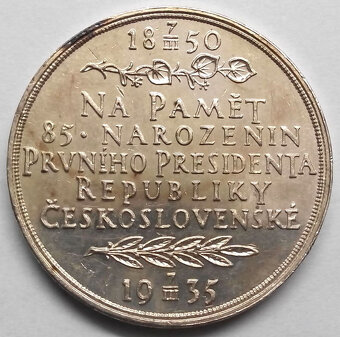 18 7/III 50
NA PAMĚT
85. NAROZENIN
PRVNÍHO PRESIDENTA
REPUBLIKY
ČESKOSLOVENSKÉ
19 7/III 35